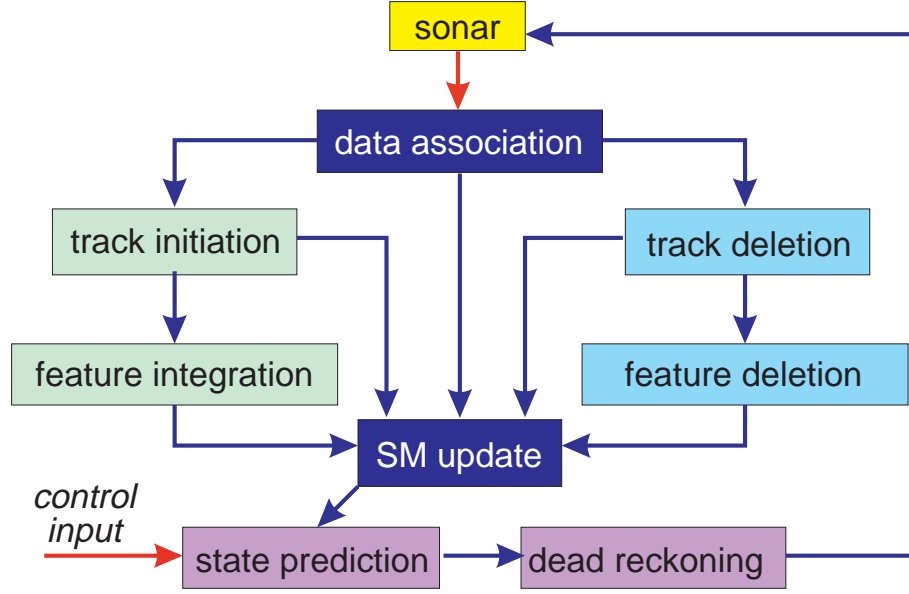 sonar
data association
track initiation
track deletion
feature integration
feature deletion
SM update
control
input
state prediction
dead reckoning